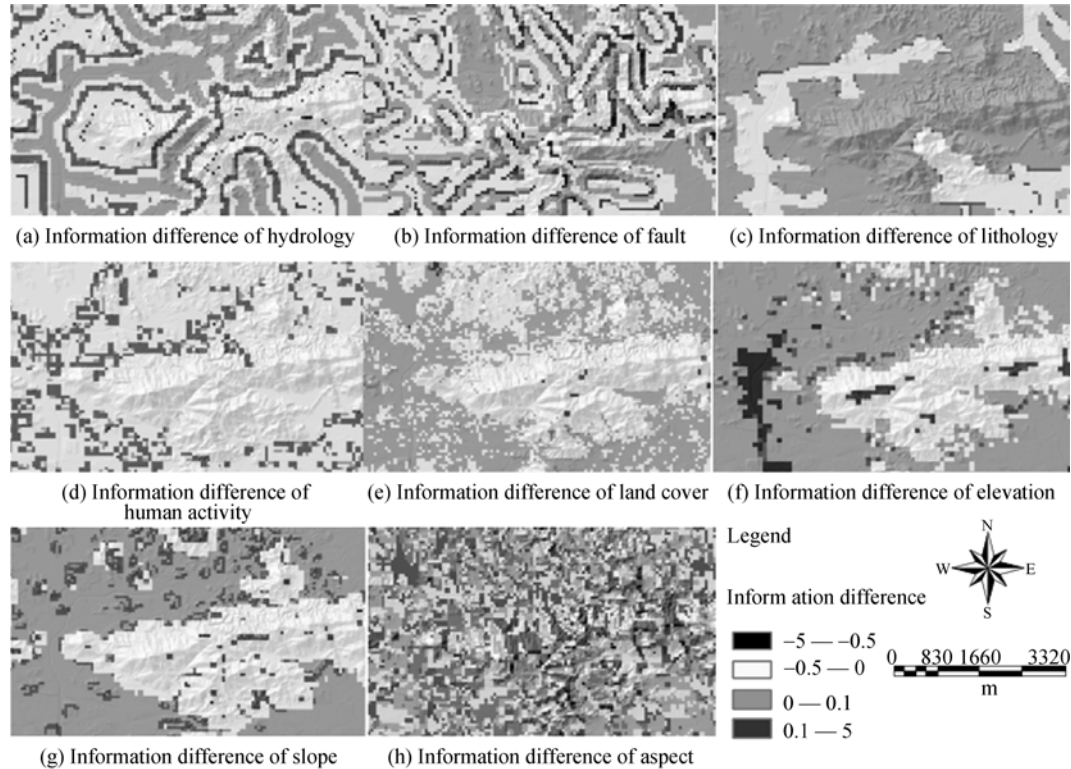 (a) Information difference of hydrology
(b) Information difference of fault
(c) Information difference of lithology
(d) Information difference of
human activity
(e) Information difference of land cover
(f) Information difference of elevation
(g) Information difference of slope
(h) Information difference of aspect
Legend
Inform ation difference
−5 — −0.5
−0.5 — 0
0 — 0.1
0.1 — 5
N
W
E
S
0 830 1660 3320
m